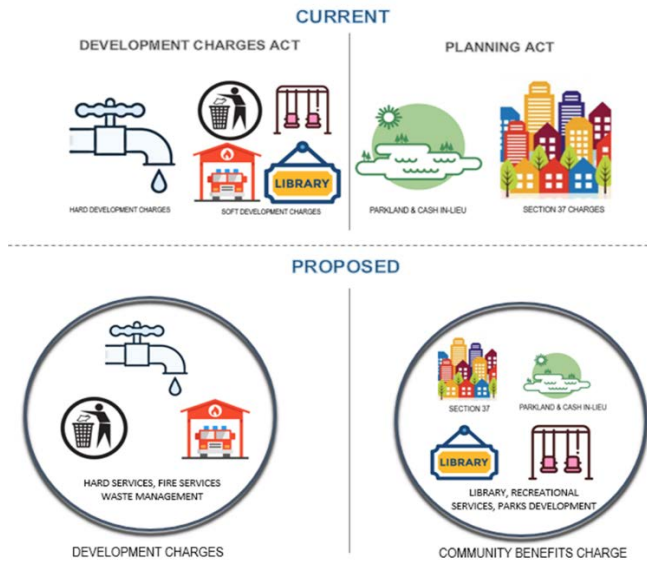 CURRENT
DEVELOPMENT CHARGES ACT
PLANNING ACT
LIBRARY
HARD DEVELOPMENT CHARGES
SOFT DEVELOPMENT CHARGES
PARKLAND & CASH IN-LIEU
SECTION 37 CHARGES
PROPOSED
HARD SERVICES, FIRE SERVICES
WASTE MANAGEMENT
DEVELOPMENT CHARGES
SECTION 37
PARKLAND & CASH IN-LIEU
LIBRARY
LIBRARY, RECREATIONAL
SERVICES, PARKS DEVELOPMENT
COMMUNITY BENEFITS CHARGE